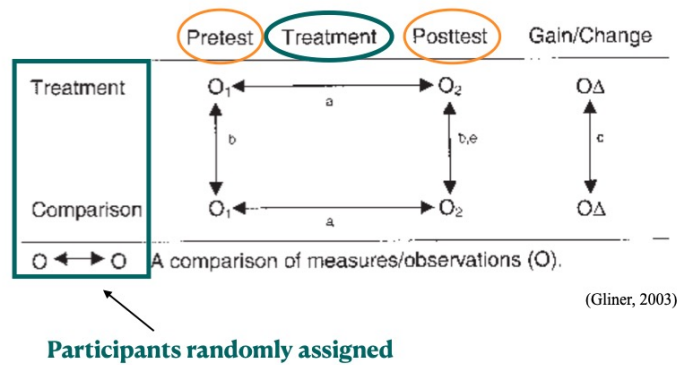 Pretest Treatment Posttest Gain/Change
Treatment O₁ a O₂ OΔ
b b,e c
Comparison O₁ a O₂ OΔ
O O A comparison of measures/observations (O).
(Gliner, 2003)
Participants randomly assigned